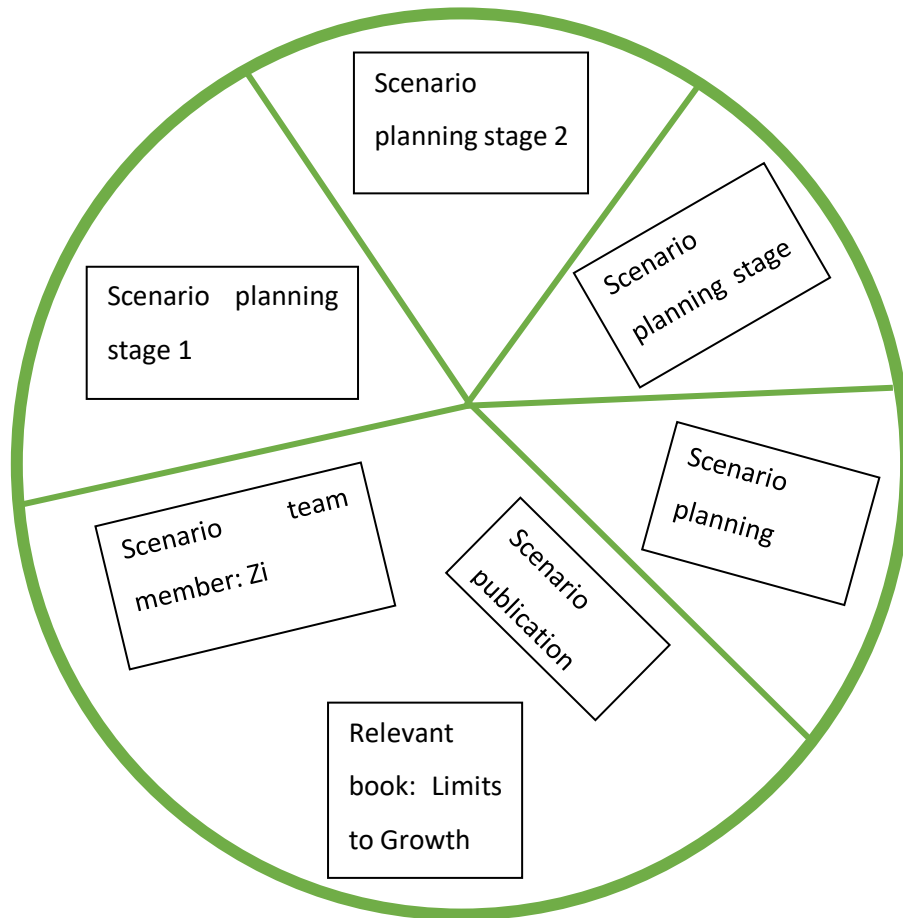 Scenario
planning stage 2
Scenario
planning stage
Scenario planning
stage 1
Scenario
planning
Scenario team
member: Zi
Scenario
publication
Relevant
book: Limits
to Growth